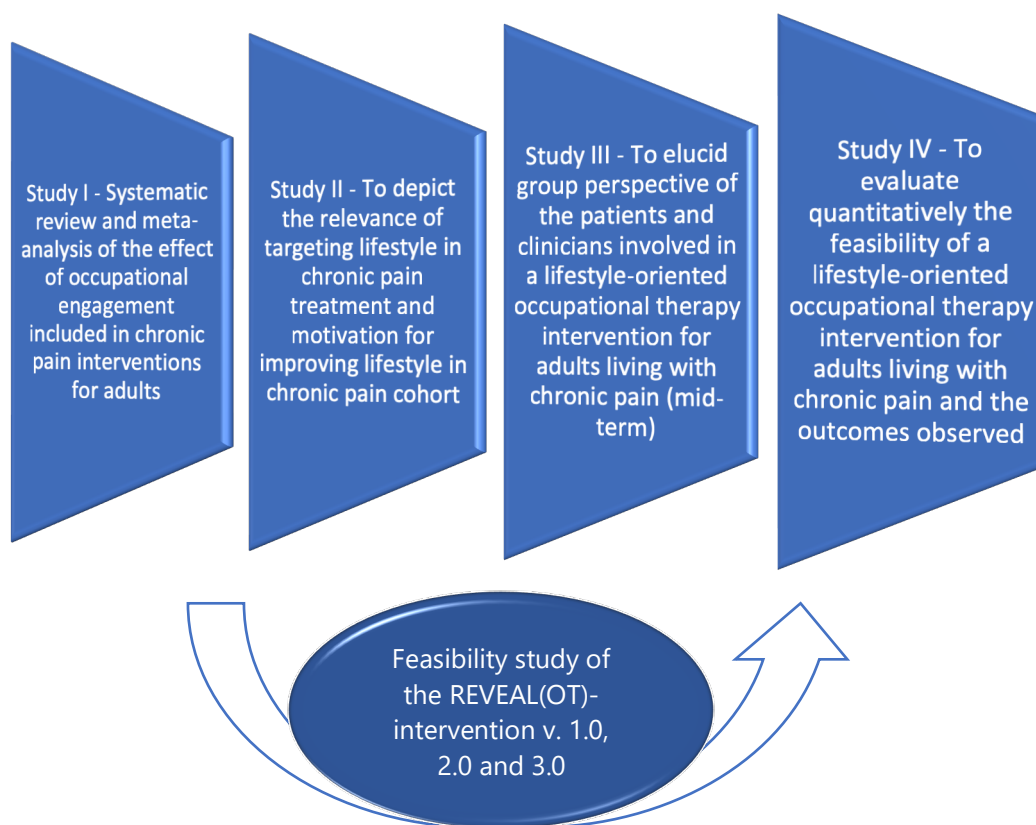 Study I - Systematic
review and meta-
analysis of the effect
of occupational
engagement
included in chronic
pain interventions
for adults
Study II - To depict
the relevance of
targeting lifestyle in
chronic pain
treatment and
motivation for
improving lifestyle in
chronic pain cohort
Study III - To elucid
group perspective of
the patients and
clinicians involved in
a lifestyle-oriented
occupational therapy
intervention for
adults living with
chronic pain (mid-
term)
Study IV - To
evaluate
quantitatively the
feasibility of a
lifestyle-oriented
occupational therapy
intervention for
adults living with
chronic pain and the
outcomes observed
Feasibility study of
the REVEAL(OT)-
intervention v. 1.0,
2.0 and 3.0